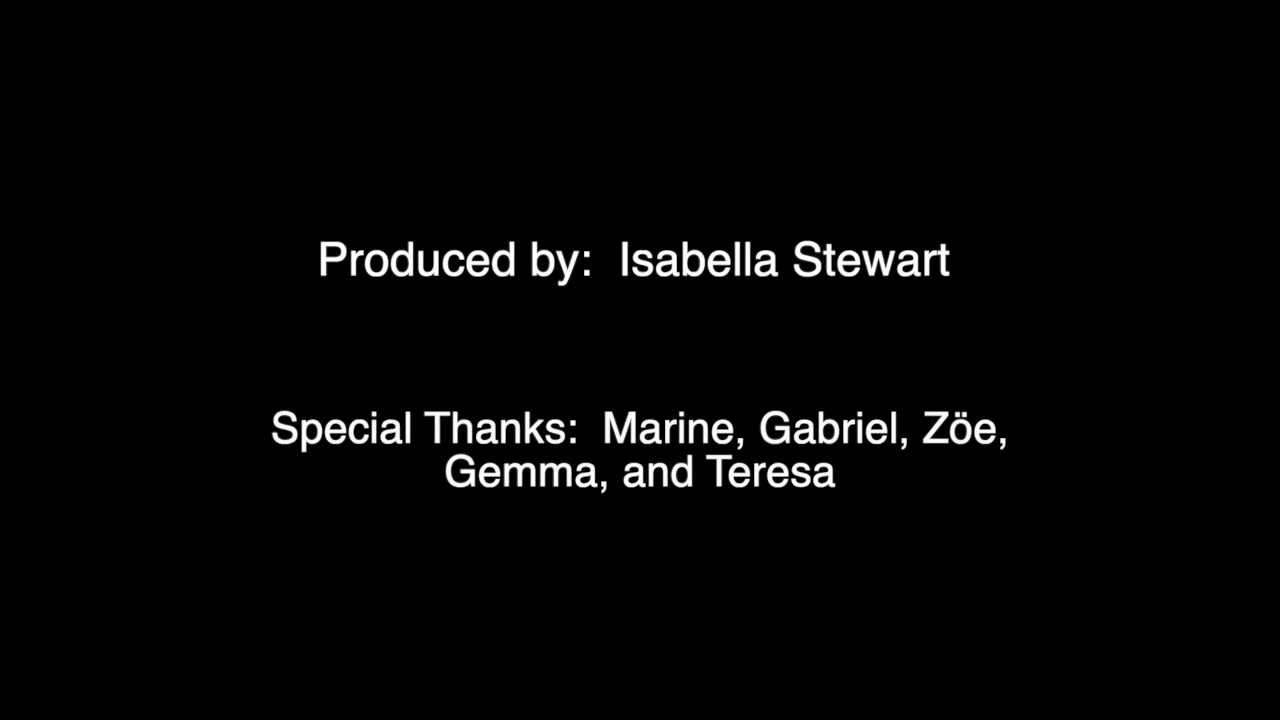 Produced by:  Isabella Stewart
Special Thanks:  Marine, Gabriel, Zöe,
Gemma, and Teresa